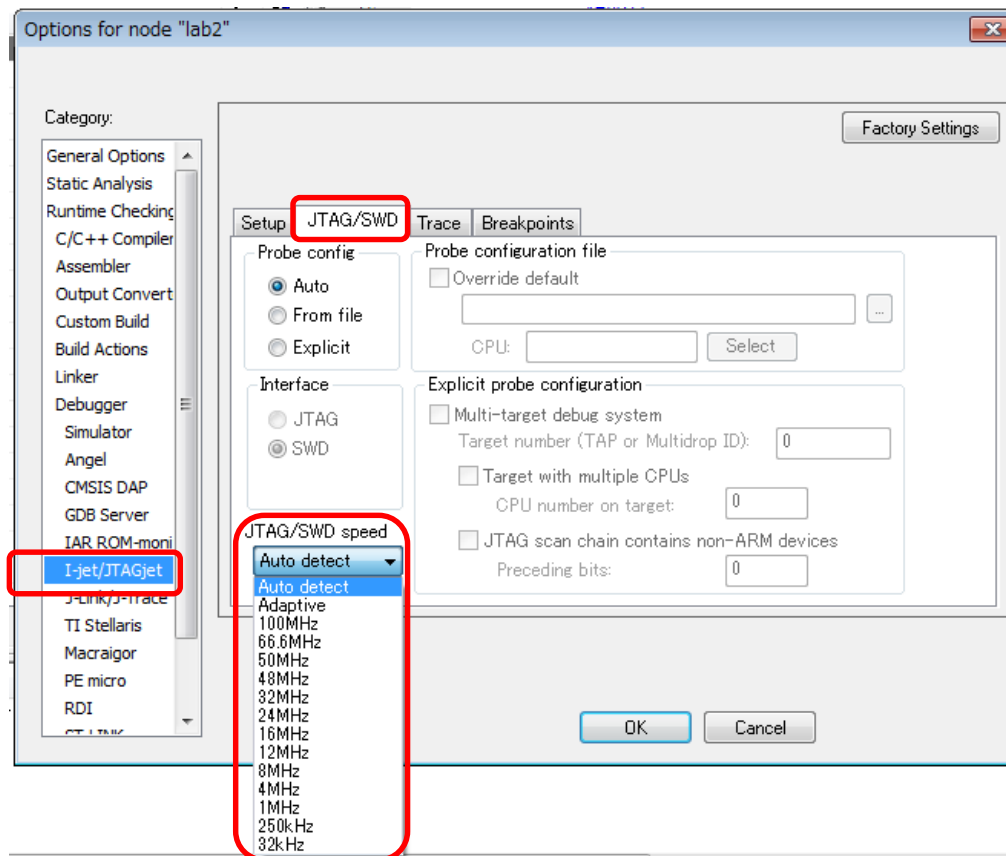 Options for node "lab2"
Category:
Factory Settings
General Options
Static Analysis
Runtime Checking
C/C++ Compiler
Assembler
Output Convert
Custom Build
Build Actions
Linker
Debugger
Simulator
Angel
CMSIS DAP
GDB Server
IAR ROM-moni
I-jet/JTAGjet
J-Link/J-Trace
TI Stellaris
Macraigor
PE micro
RDI
ST-LINK
Setup
JTAG/SWD
Trace
Breakpoints
Probe config
Auto
From file
Explicit
Probe configuration file
Override default
...
CPU:
Select
Interface
JTAG
SWD
Explicit probe configuration
Multi-target debug system
Target number (TAP or Multidrop ID):
0
Target with multiple CPUs
CPU number on target:
0
JTAG scan chain contains non-ARM devices
Preceding bits:
0
JTAG/SWD speed
Auto detect
Auto detect
Adaptive
100MHz
66.6MHz
50MHz
48MHz
32MHz
24MHz
16MHz
12MHz
8MHz
4MHz
1MHz
250kHz
32kHz
OK
Cancel